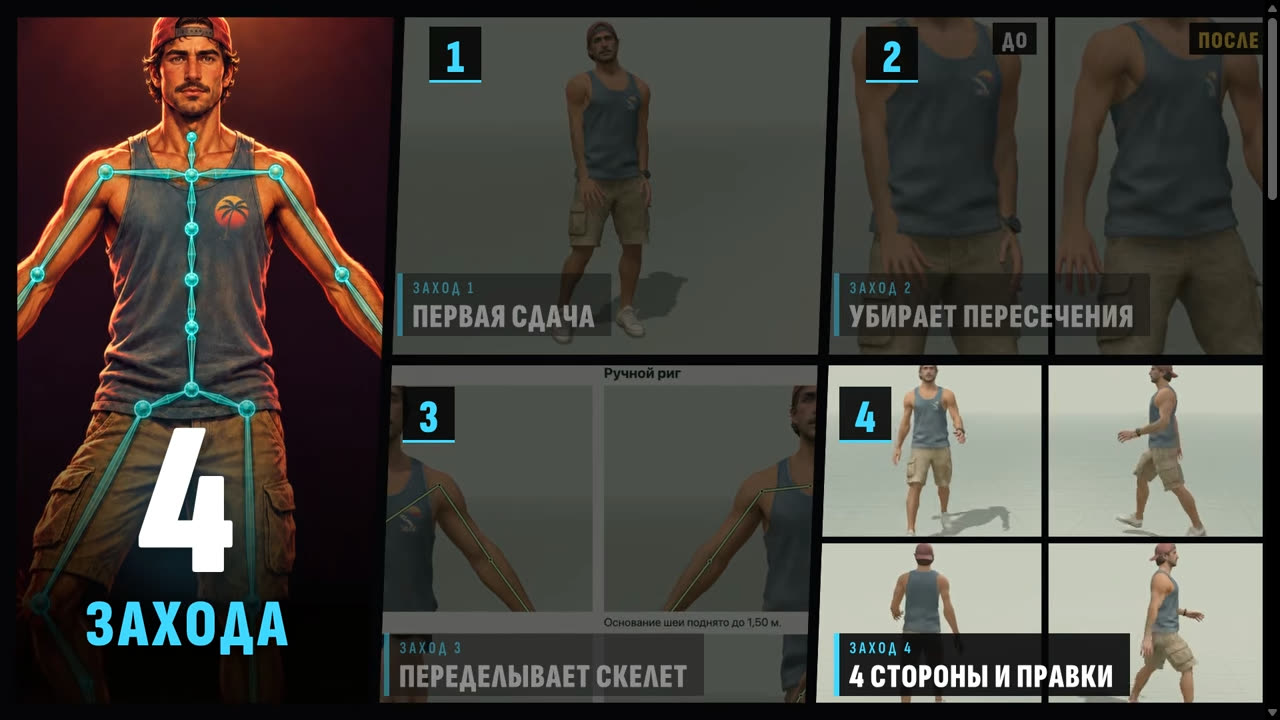 4
ЗАХОДА
1
ЗАХОД 1
ПЕРВАЯ СДАЧА
2
ДО
ПОСЛЕ
ЗАХОД 2
УБИРАЕТ ПЕРЕСЕЧЕНИЯ
Ручной риг
3
Основание шеи поднято до 1,50 м.
ЗАХОД 3
ПЕРЕДЕЛЫВАЕТ СКЕЛЕТ
4
ЗАХОД 4
4 СТОРОНЫ И ПРАВКИ